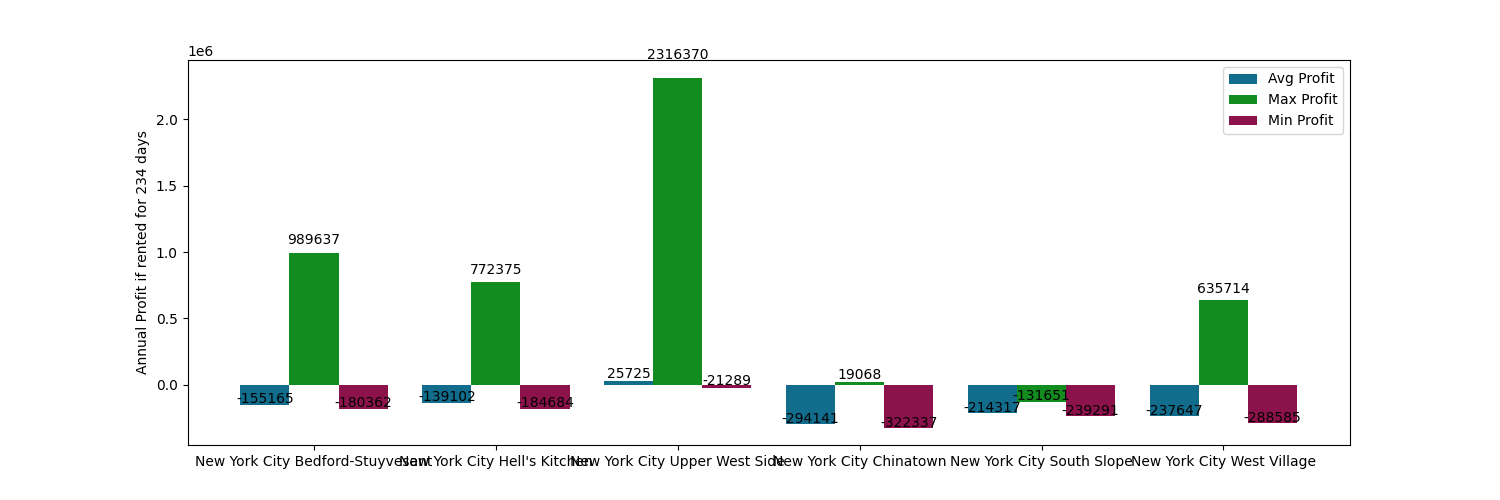 1e6
2316370
Avg Profit
Max Profit
Min Profit
Annual Profit if rented for 234 days
2.0
1.5
1.0
0.5
0.0
989637
772375
635714
25725
-21289
19068
-155165
-180362
-139102
-184684
-294141
-322337
-214317
-131651
-239291
-237647
-288585
New York City Bedford-Stuyvesant
New York City Hell's Kitchen
New York City Upper West Side
New York City Chinatown
New York City South Slope
New York City West Village